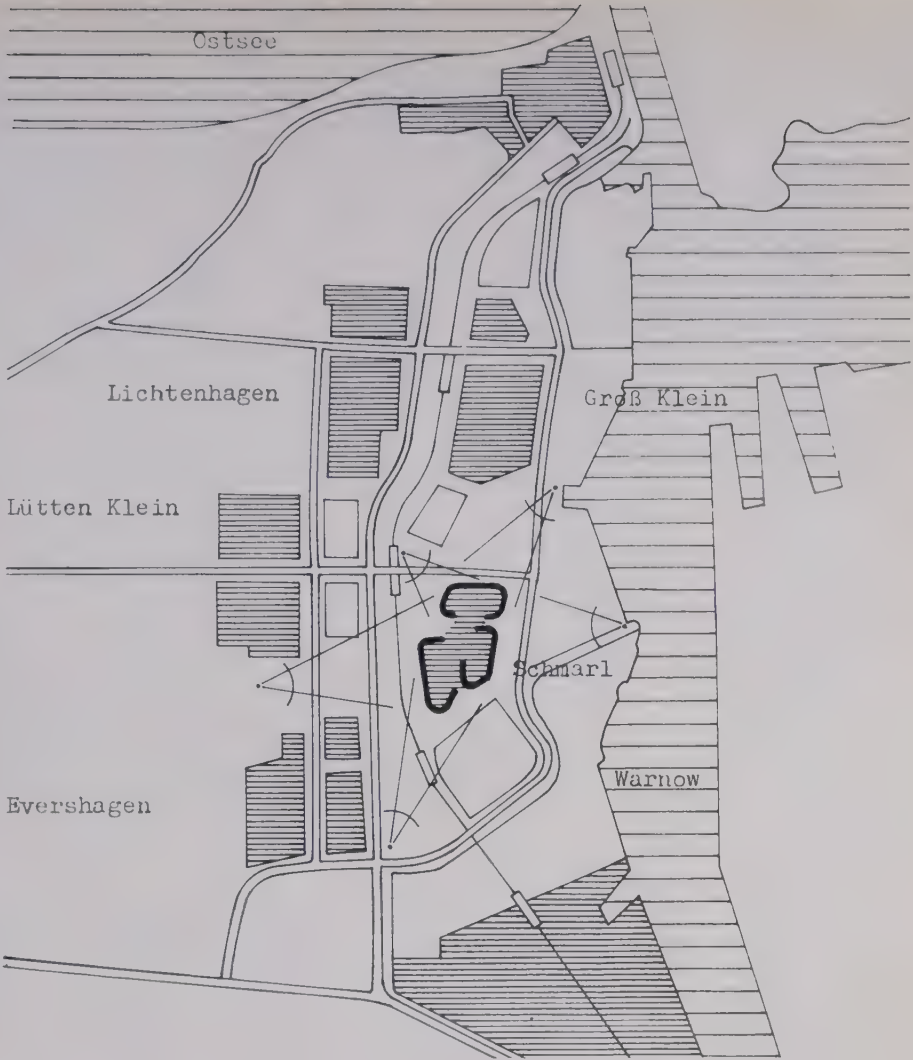 Ostsee
Lichtenhagen
Groß Klein
Lütten Klein
Schmarl
Warnow
Evershagen